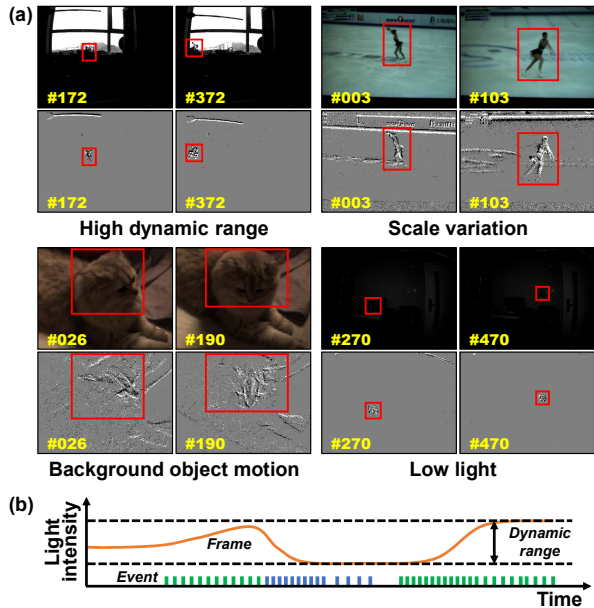 (a)
#172
#372
#003
#103
#172
#372
#003
#103
High dynamic range
Scale variation
#026
#190
#270
#470
#026
#190
#270
#470
Background object motion
Low light
(b)
Light
intensity
Frame
Dynamic
range
Event
Time